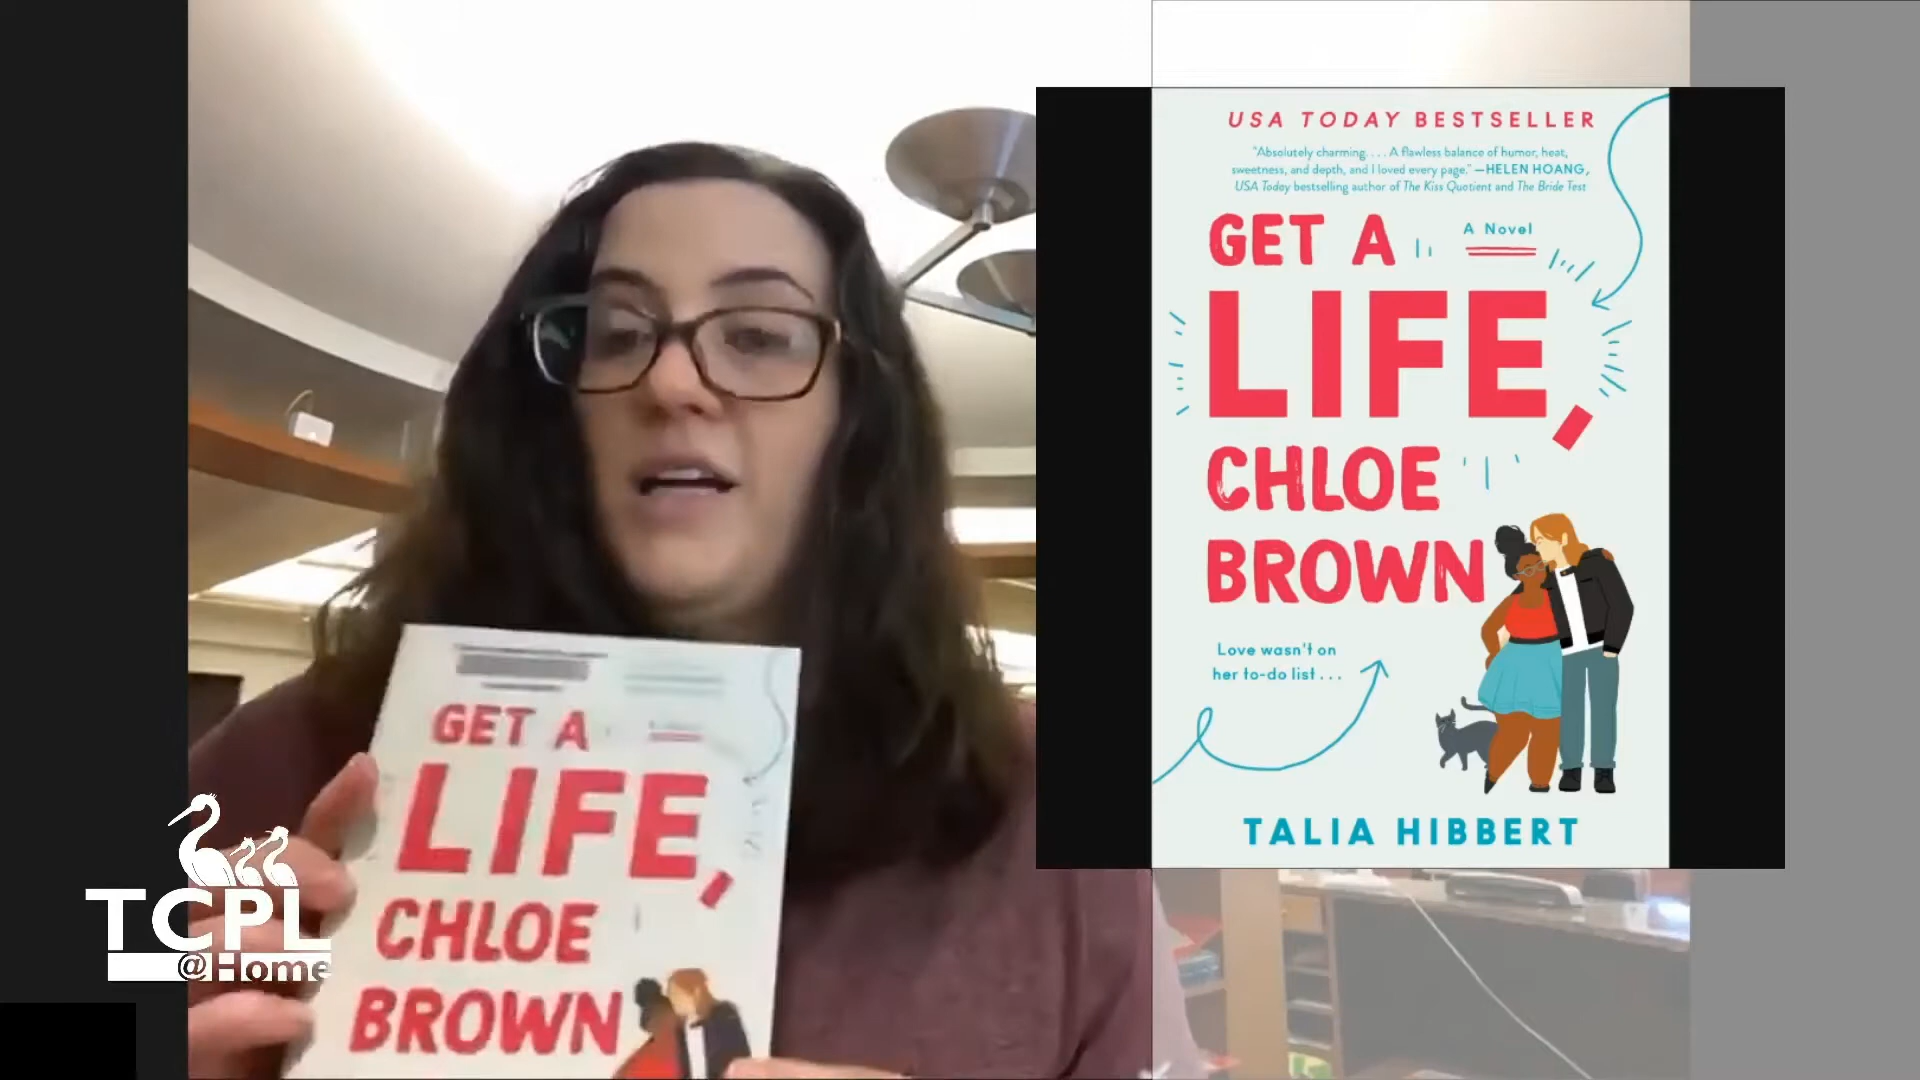 USA TODAY BESTSELLER
"Absolutely charming. . . . A flawless balance of humor, heat,
sweetness, and depth, and I loved every page." —HELEN HOANG,
USA Today bestselling author of The Kiss Quotient and The Bride Test
GET A
A Novel
LIFE,
CHLOE
BROWN
Love wasn't on
her to-do list . . .
TALIA HIBBERT
GET A
LIFE,
CHLOE
BROWN
TCPL
@Home